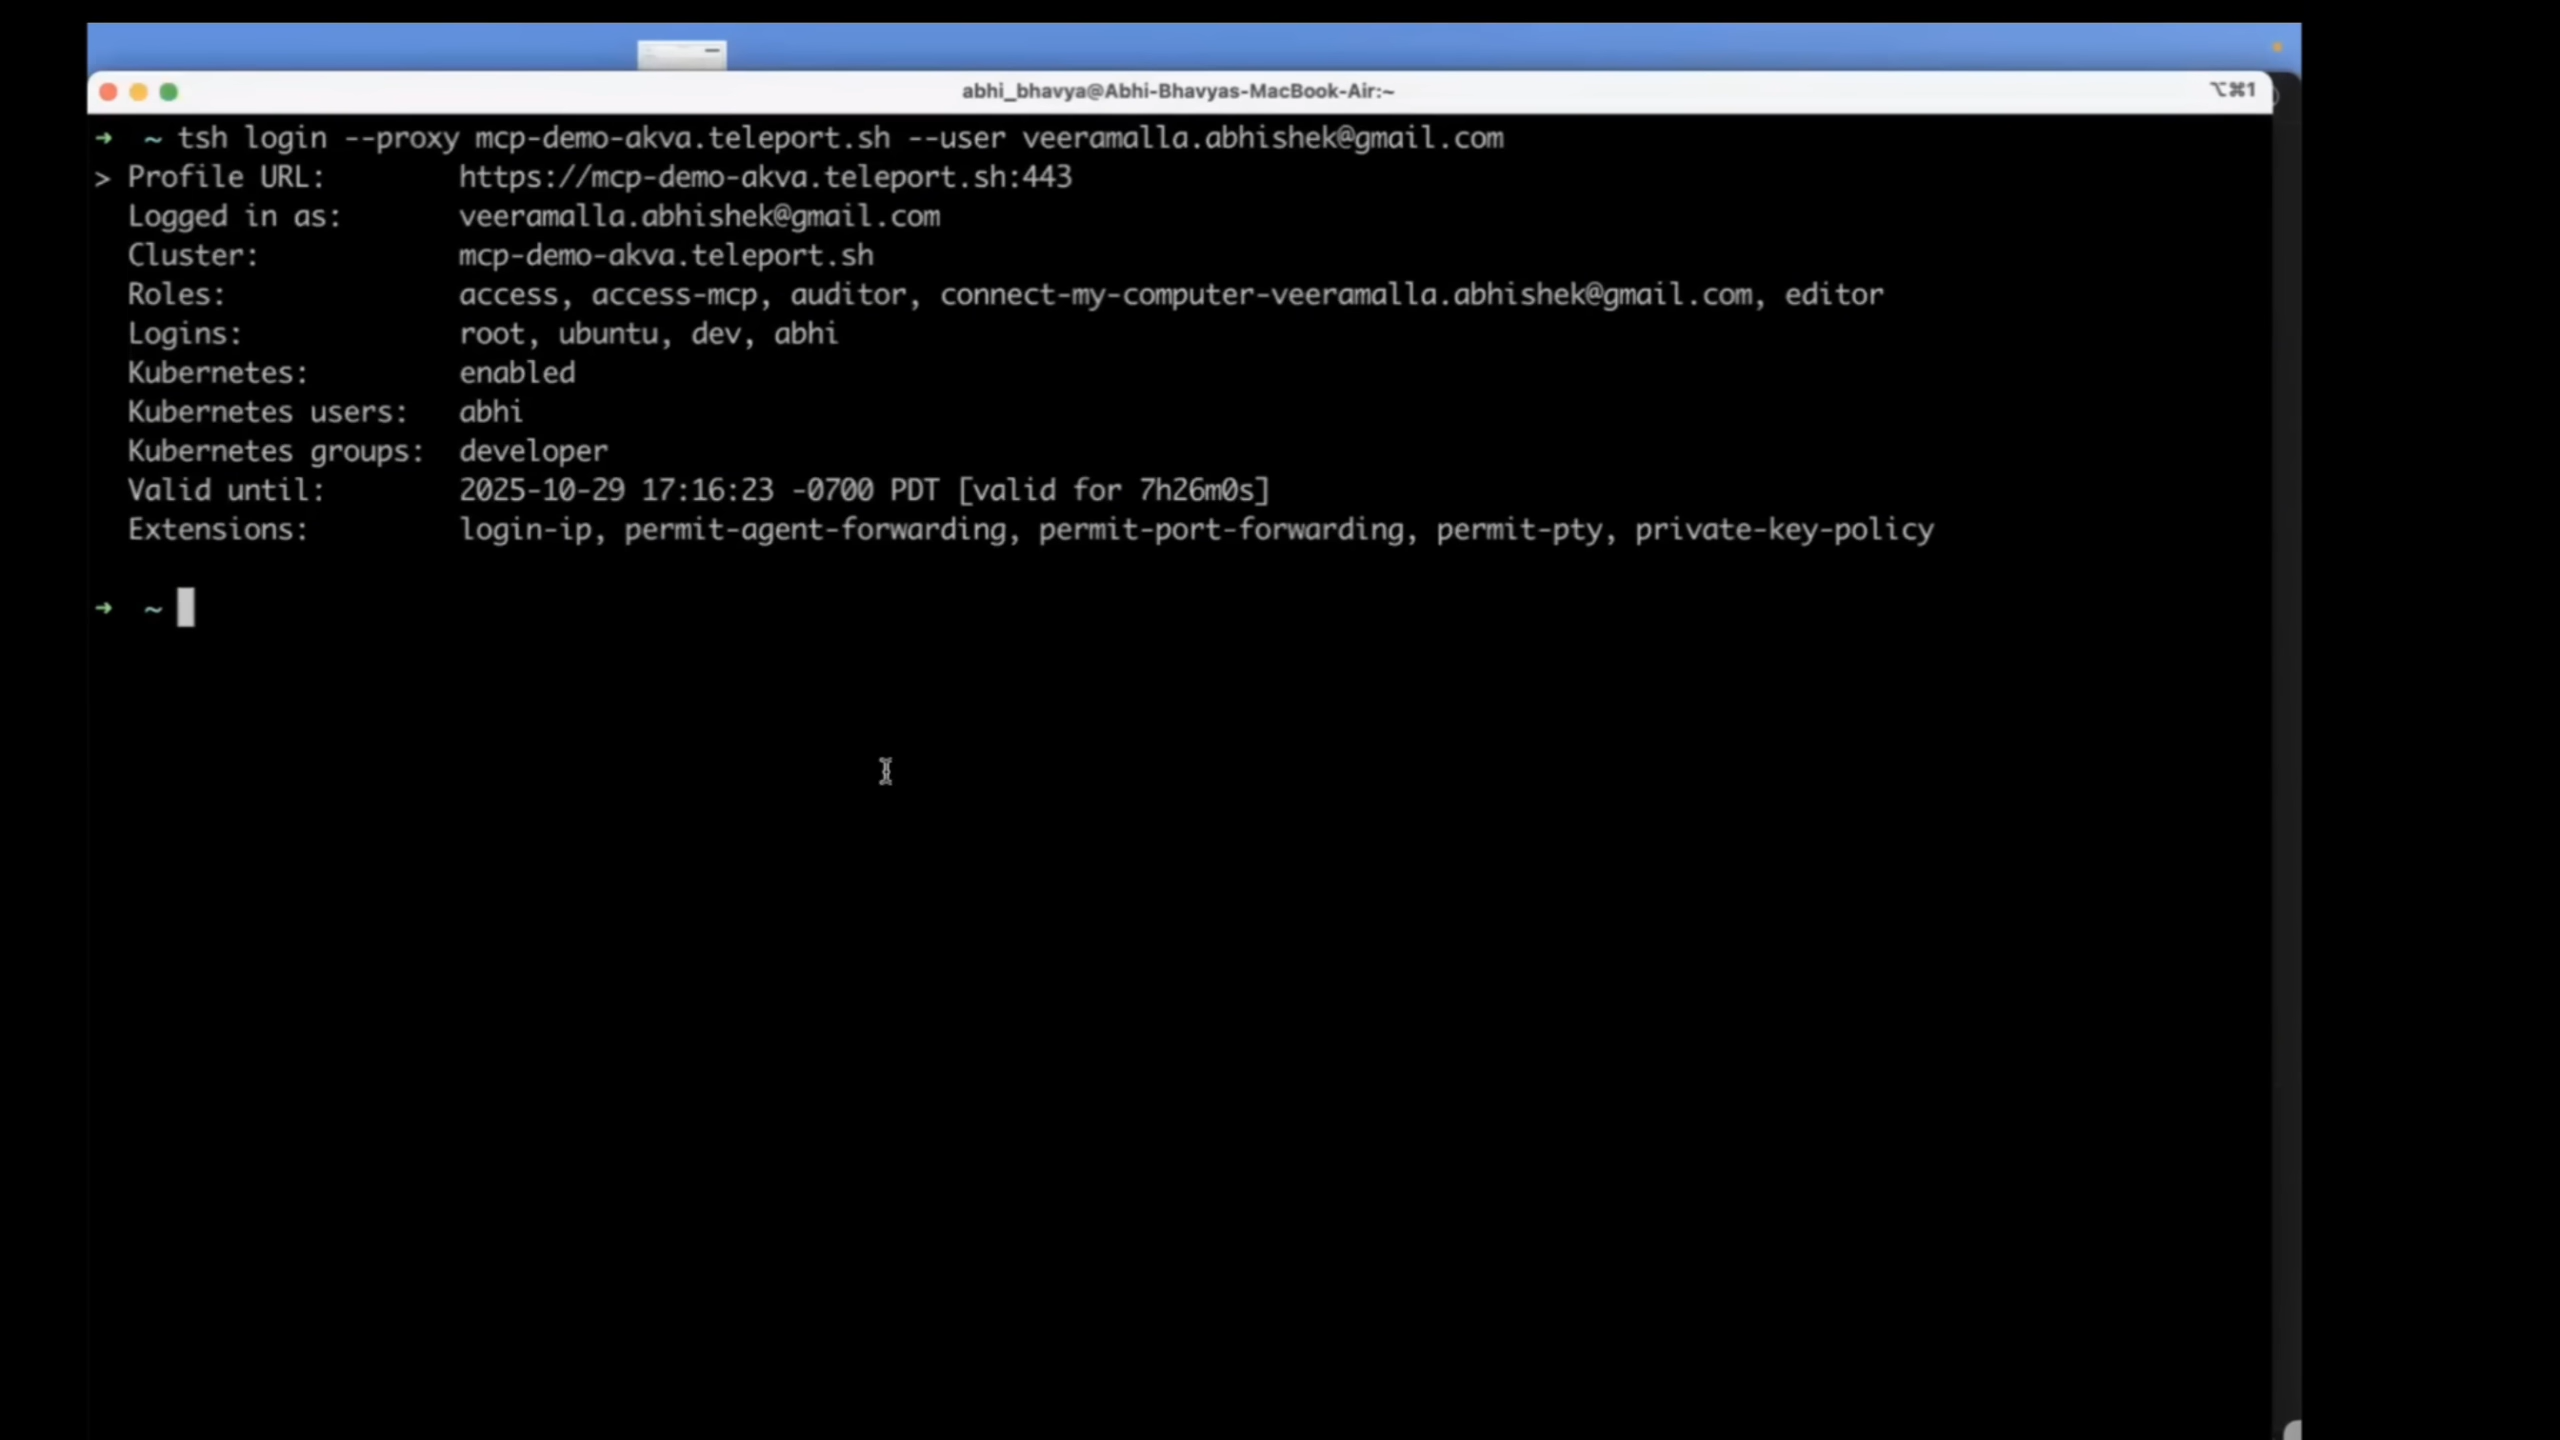 abhi_bhavya@Abhi-Bhavyas-MacBook-Air:~ ⌥⌘1
➜ ~ tsh login --proxy mcp-demo-akva.teleport.sh --user veeramalla.abhishek@gmail.com
> Profile URL: https://mcp-demo-akva.teleport.sh:443
Logged in as: veeramalla.abhishek@gmail.com
Cluster: mcp-demo-akva.teleport.sh
Roles: access, access-mcp, auditor, connect-my-computer-veeramalla.abhishek@gmail.com, editor
Logins: root, ubuntu, dev, abhi
Kubernetes: enabled
Kubernetes users: abhi
Kubernetes groups: developer
Valid until: 2025-10-29 17:16:23 -0700 PDT [valid for 7h26m0s]
Extensions: login-ip, permit-agent-forwarding, permit-port-forwarding, permit-pty, private-key-policy
➜ ~